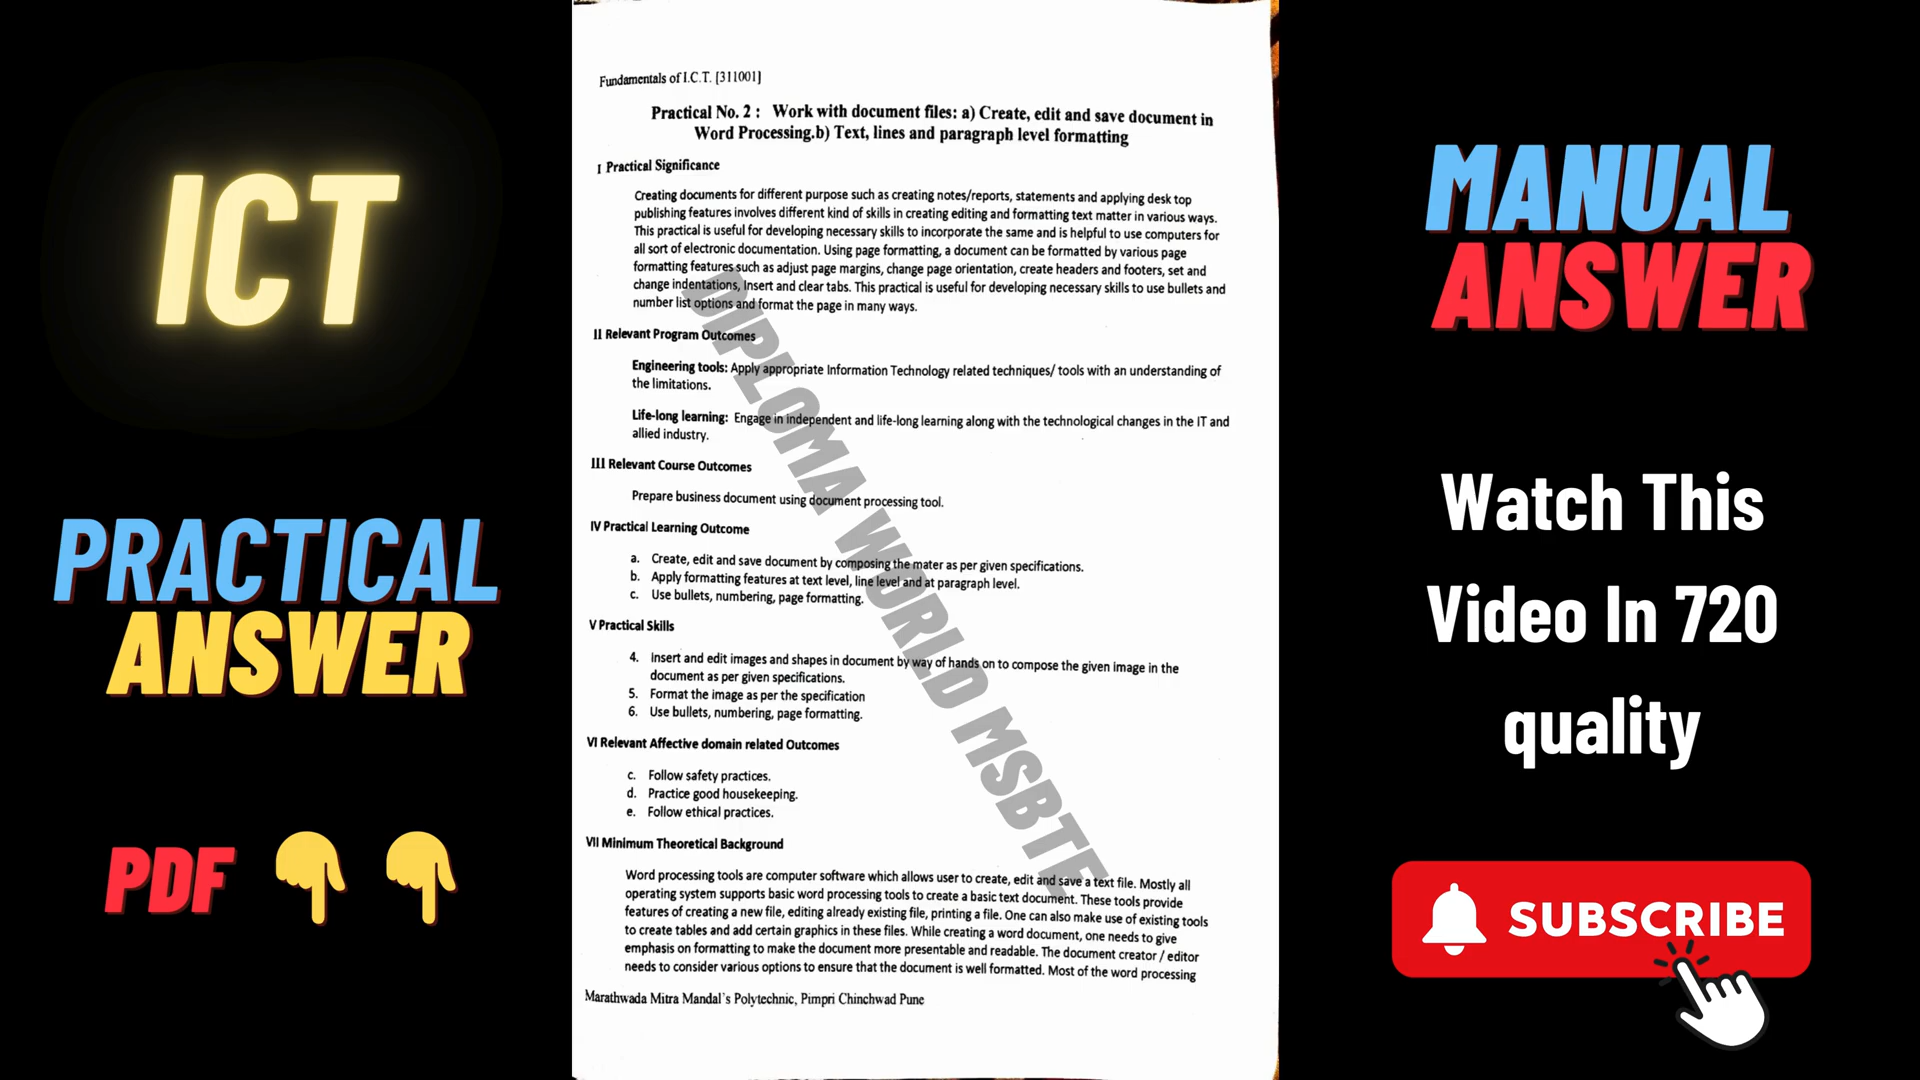 ICT
PRACTICAL
ANSWER
PDF
Fundamentals of I.C.T. [311001]
Practical No. 2 : Work with document files: a) Create, edit and save document in
Word Processing.b) Text, lines and paragraph level formatting
I Practical Significance
Creating documents for different purpose such as creating notes/reports, statements and applying desk top
publishing features involves different kind of skills in creating editing and formatting text matter in various ways.
This practical is useful for developing necessary skills to incorporate the same and is helpful to use computers for
all sort of electronic documentation. Using page formatting, a document can be formatted by various page
formatting features such as adjust page margins, change page orientation, create headers and footers, set and
change indentations, Insert and clear tabs. This practical is useful for developing necessary skills to use bullets and
number list options and format the page in many ways.
II Relevant Program Outcomes
Engineering tools: Apply appropriate Information Technology related techniques/ tools with an understanding of
the limitations.
Life-long learning: Engage in independent and life-long learning along with the technological changes in the IT and
allied industry.
III Relevant Course Outcomes
Prepare business document using document processing tool.
IV Practical Learning Outcome
a. Create, edit and save document by composing the mater as per given specifications.
b. Apply formatting features at text level, line level and at paragraph level.
c. Use bullets, numbering, page formatting.
V Practical Skills
4. Insert and edit images and shapes in document by way of hands on to compose the given image in the
document as per given specifications.
5. Format the image as per the specification
6. Use bullets, numbering, page formatting.
VI Relevant Affective domain related Outcomes
c. Follow safety practices.
d. Practice good housekeeping.
e. Follow ethical practices.
VII Minimum Theoretical Background
Word processing tools are computer software which allows user to create, edit and save a text file. Mostly all
operating system supports basic word processing tools to create a basic text document. These tools provide
features of creating a new file, editing already existing file, printing a file. One can also make use of existing tools
to create tables and add certain graphics in these files. While creating a word document, one needs to give
emphasis on formatting to make the document more presentable and readable. The document creator / editor
needs to consider various options to ensure that the document is well formatted. Most of the word processing
Marathwada Mitra Mandal's Polytechnic, Pimpri Chinchwad Pune
DIPLOMA WORLD MSBTE
MANUAL
ANSWER
Watch This
Video In 720
quality
SUBSCRIBE